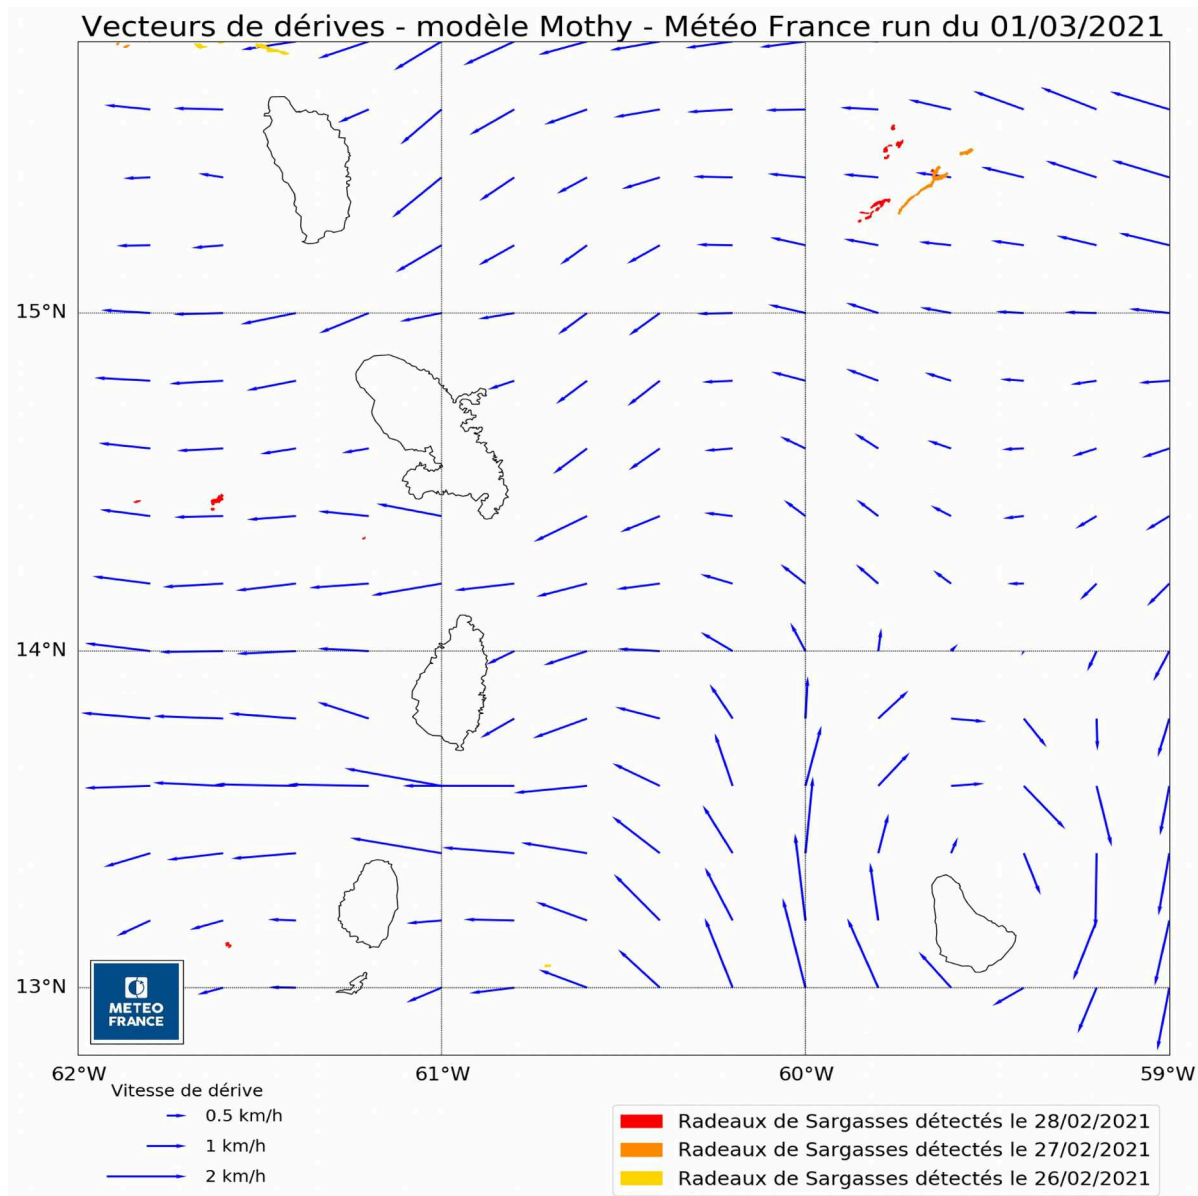 Vecteurs de dérives - modèle Mothy - Météo France run du 01/03/2021
15°N
14°N
13°N
METEO
FRANCE
62°W
61°W
60°W
59°W
Vitesse de dérive
0.5 km/h
1 km/h
2 km/h
Radeaux de Sargasses détectés le 28/02/2021
Radeaux de Sargasses détectés le 27/02/2021
Radeaux de Sargasses détectés le 26/02/2021